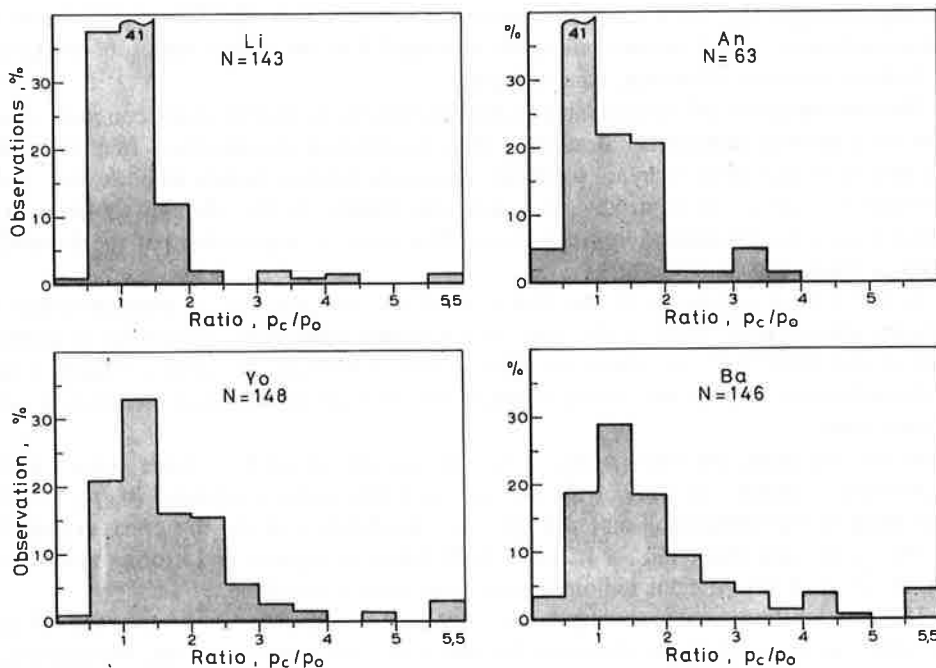 41
Li
N=143
Observations, %
30
20
10
0
1 2 3 4 5 5,5
Ratio, pc/po
%
41
An
N=63
30
20
10
0
1 2 3 4 5 5,5
Ratio, pc/po
Yo
N=148
Observation, %
30
20
10
0
1 2 3 4 5 5,5
Ratio, pc/po
%
Ba
N=146
30
20
10
0
1 2 3 4 5 5,5
Ratio, pc/po